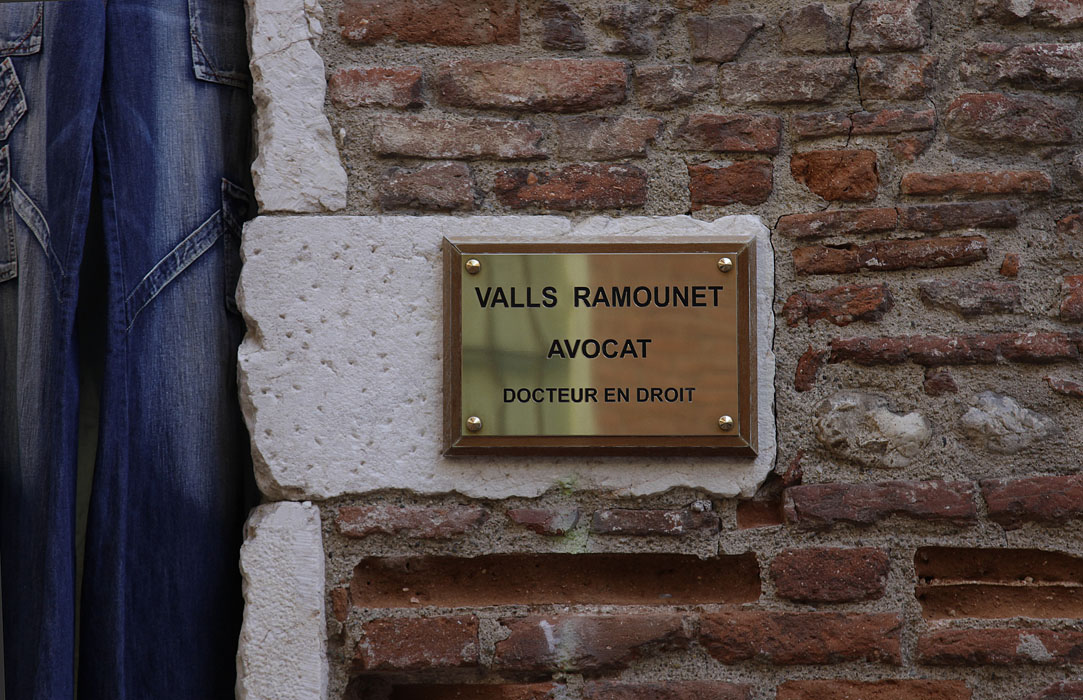 VALLS RAMOUNET
AVOCAT
DOCTEUR EN DROIT